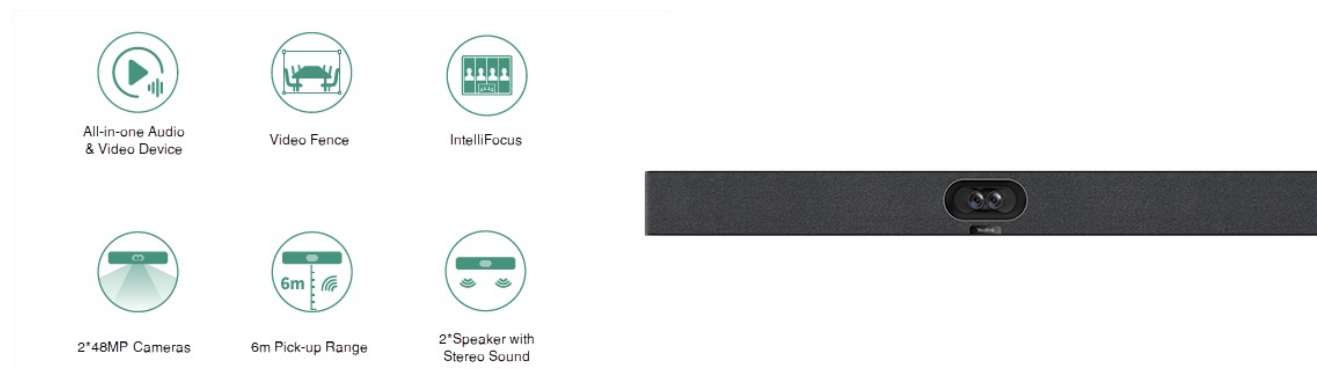 All-in-one Audio
& Video Device
Video Fence
IntelliFocus
6m
2*48MP Cameras
6m Pick-up Range
2*Speaker with
Stereo Sound
Yealink